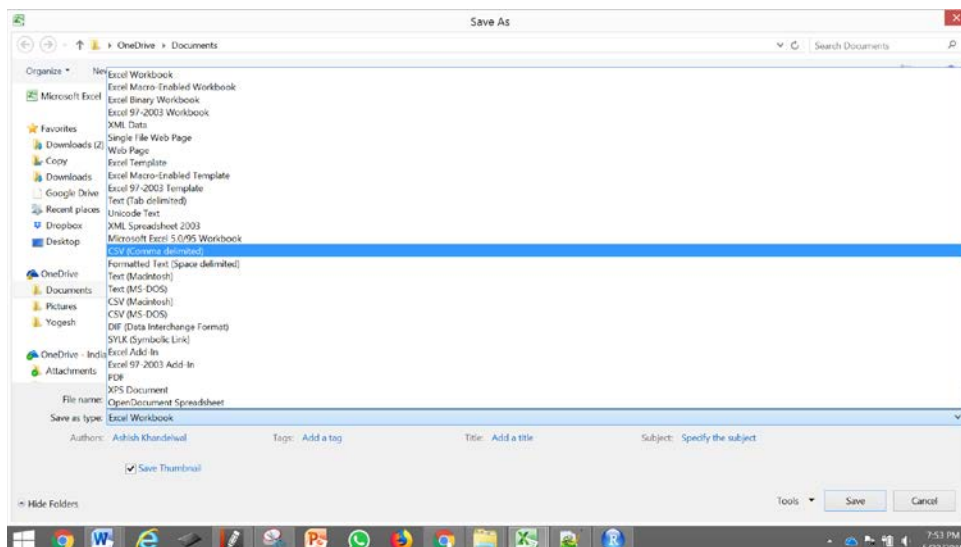 Save As
OneDrive Documents
Search Documents
Organize
Microsoft Excel
Favorites
Downloads (2)
Copy
Downloads
Google Drive
Recent places
Dropbox
Desktop
OneDrive
Documents
Pictures
Yogesh
OneDrive - India
Attachments
Excel Workbook
Excel Macro-Enabled Workbook
Excel Binary Workbook
Excel 97-2003 Workbook
XML Data
Single File Web Page
Web Page
Excel Template
Excel Macro-Enabled Template
Excel 97-2003 Template
Text (Tab delimited)
Unicode Text
XML Spreadsheet 2003
Microsoft Excel 5.0/95 Workbook
CSV (Comma delimited)
Formatted Text (Space delimited)
Text (Macintosh)
Text (MS-DOS)
CSV (Macintosh)
CSV (MS-DOS)
DIF (Data Interchange Format)
SYLK (Symbolic Link)
Excel Add-In
Excel 97-2003 Add-In
PDF
XPS Document
OpenDocument Spreadsheet
File name:
Save as type: Excel Workbook
Authors: Ashish Khandelwal Tags: Add a tag Title: Add a title Subject: Specify the subject
Save Thumbnail
Hide Folders Tools Save Cancel
7:53 PM